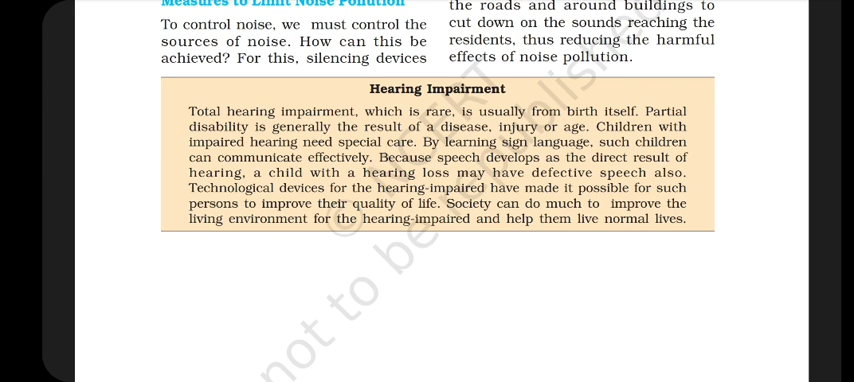 Measures to Limit Noise Pollution
To control noise, we must control the
sources of noise. How can this be
achieved? For this, silencing devices
the roads and around buildings to
cut down on the sounds reaching the
residents, thus reducing the harmful
effects of noise pollution.
Hearing Impairment
Total hearing impairment, which is rare, is usually from birth itself. Partial
disability is generally the result of a disease, injury or age. Children with
impaired hearing need special care. By learning sign language, such children
can communicate effectively. Because speech develops as the direct result of
hearing, a child with a hearing loss may have defective speech also.
Technological devices for the hearing-impaired have made it possible for such
persons to improve their quality of life. Society can do much to improve the
living environment for the hearing-impaired and help them live normal lives.
© NCERT
not to be republished